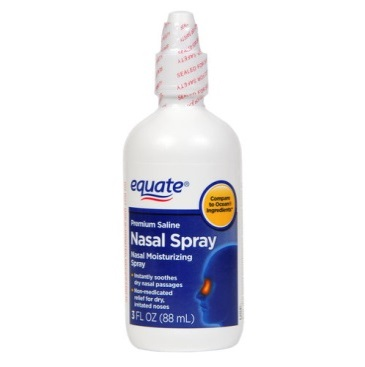 equate®
Compare
to Ocean®
Ingredients*
Premium Saline
Nasal Spray
Nasal Moisturizing
Spray
• Instantly soothes
dry nasal passages
• Non-medicated
relief for dry,
irritated noses
3 FL OZ (88 mL)